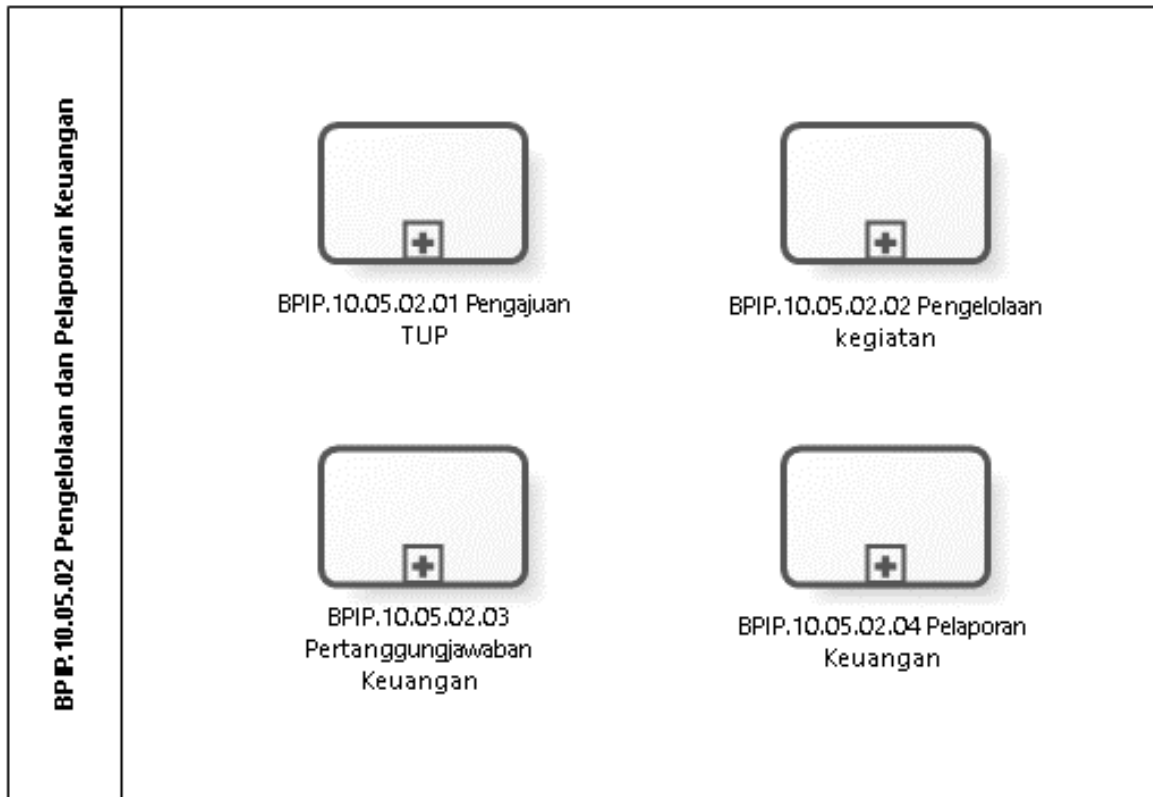 BPIP.10.05.02 Pengelolaan dan Pelaporan Keuangan
BPIP.10.05.02.01 Pengajuan
TUP
BPIP.10.05.02.02 Pengelolaan
kegiatan
BPIP.10.05.02.03
Pertanggungjawaban
Keuangan
BPIP.10.05.02.04 Pelaporan
Keuangan